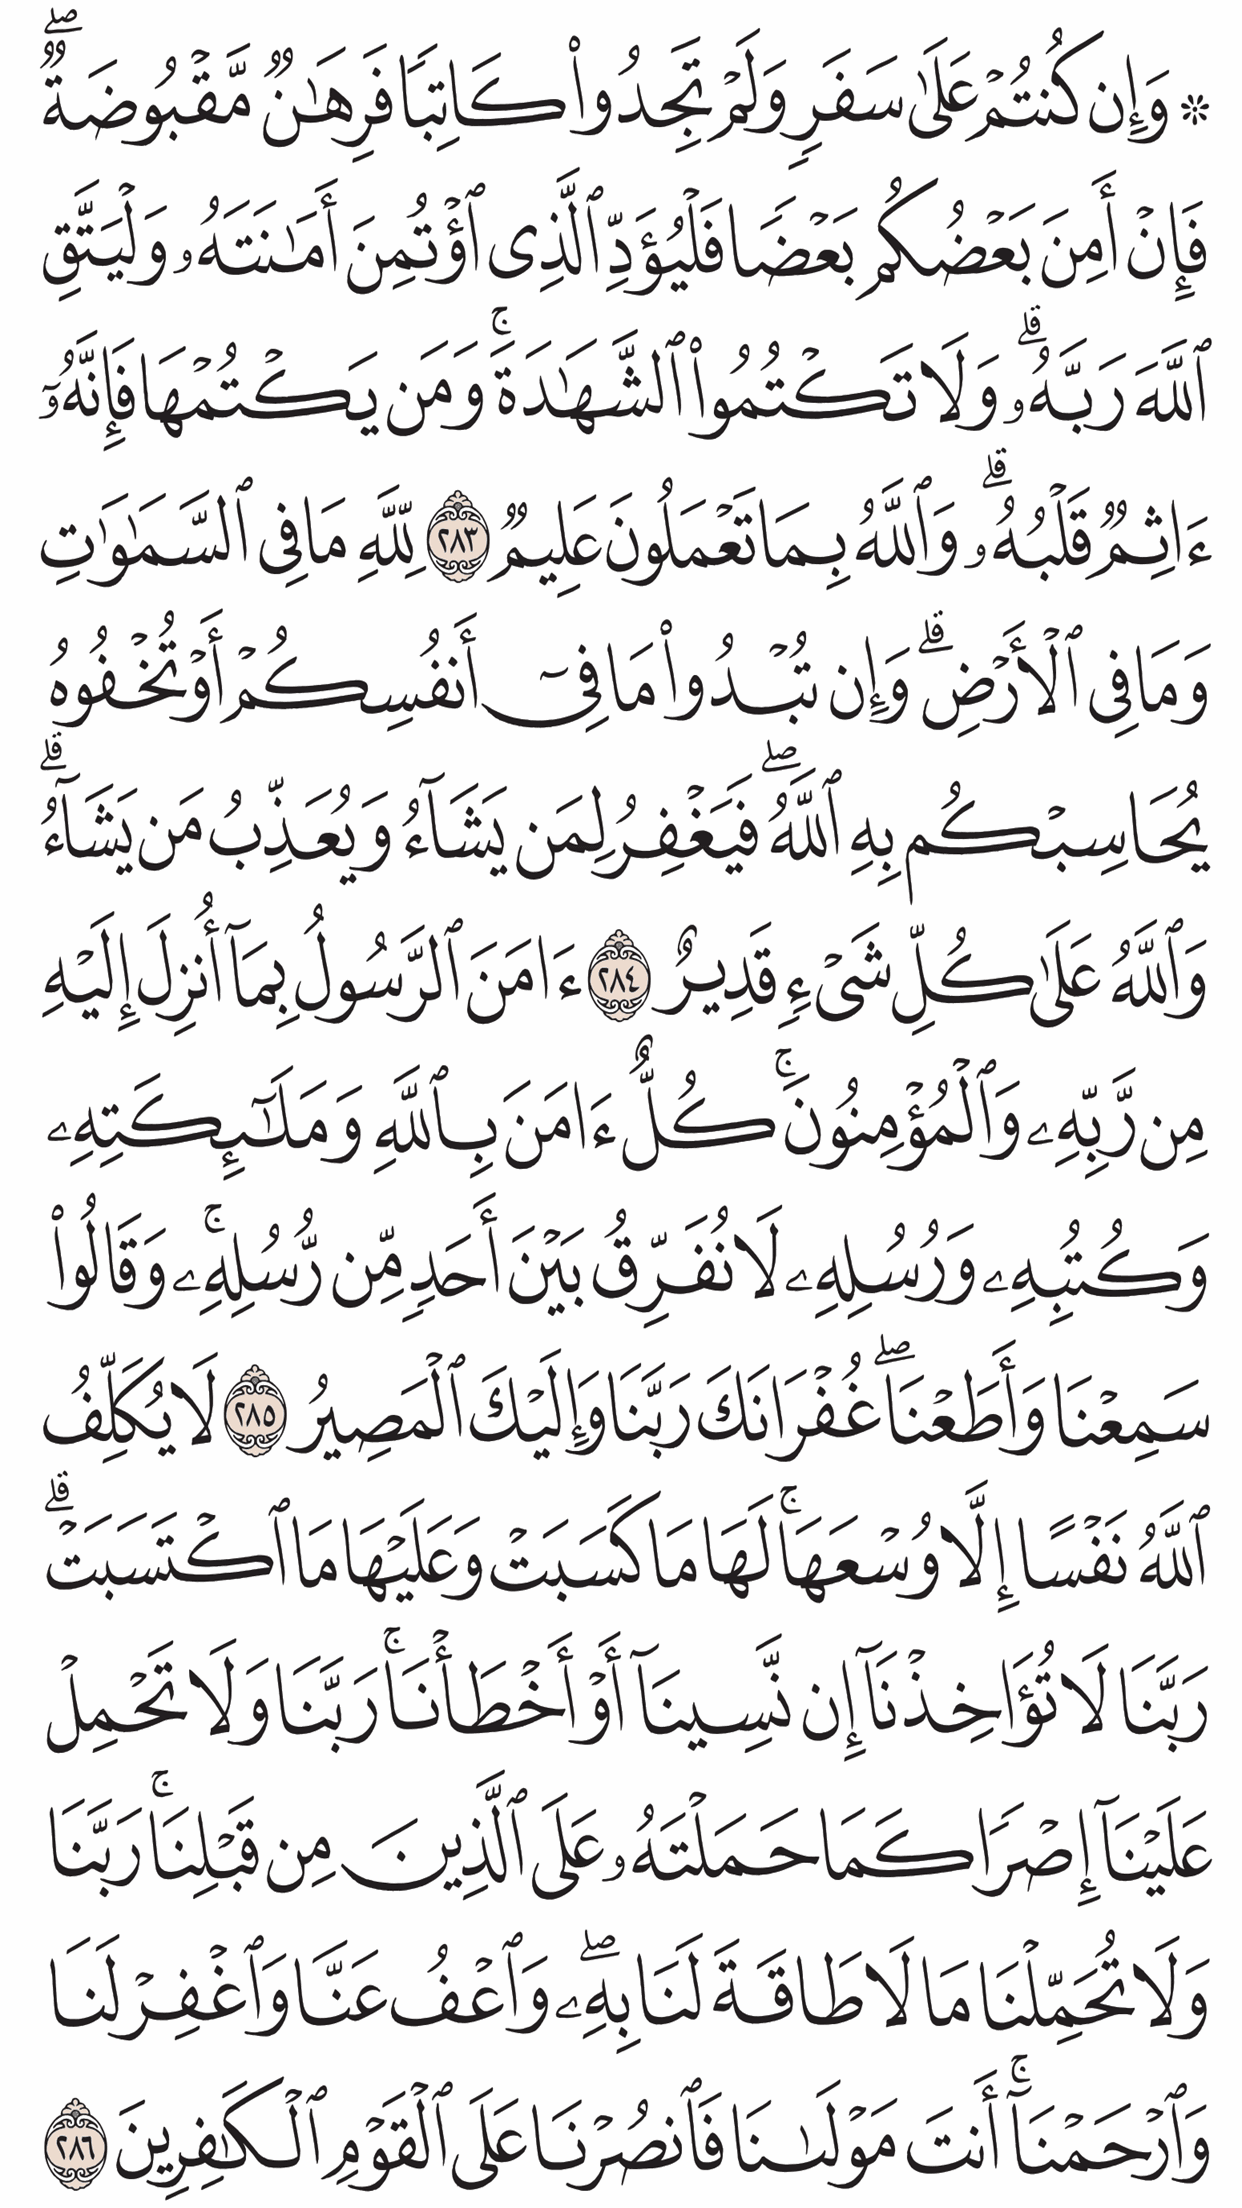 ۞ وَإِن كُنتُمْ عَلَىٰ سَفَرٍ وَلَمْ تَجِدُوا۟ كَاتِبًا فَرِهَـٰنٌ مَّقْبُوضَةٌ ۖ
فَإِنْ أَمِنَ بَعْضُكُم بَعْضًا فَلْيُؤَدِّ ٱلَّذِى ٱؤْتُمِنَ أَمَـٰنَتَهُۥ وَلْيَتَّقِ
ٱللَّهَ رَبَّهُۥ ۗ وَلَا تَكْتُمُوا۟ ٱلشَّهَـٰدَةَ ۚ وَمَن يَكْتُمْهَا فَإِنَّهُۥٓ
ءَاثِمٌ قَلْبُهُۥ ۗ وَٱللَّهُ بِمَا تَعْمَلُونَ عَلِيمٌ ٢٨٣ لِّلَّهِ مَا فِى ٱلسَّمَـٰوَٰتِ
وَمَا فِى ٱلْأَرْضِ ۗ وَإِن تُبْدُوا۟ مَا فِىٓ أَنفُسِكُمْ أَوْ تُخْفُوهُ
يُحَاسِبْكُم بِهِ ٱللَّهُ ۖ فَيَغْفِرُ لِمَن يَشَآءُ وَيُعَذِّبُ مَن يَشَآءُ ۗ
وَٱللَّهُ عَلَىٰ كُلِّ شَىْءٍ قَدِيرٌ ٢٨٤ ءَامَنَ ٱلرَّسُولُ بِمَآ أُنزِلَ إِلَيْهِ
مِن رَّبِّهِۦ وَٱلْمُؤْمِنُونَ ۚ كُلٌّ ءَامَنَ بِٱللَّهِ وَمَلَـٰٓئِكَتِهِۦ
وَكُتُبِهِۦ وَرُسُلِهِۦ لَا نُفَرِّقُ بَيْنَ أَحَدٍ مِّن رُّسُلِهِۦ ۚ وَقَالُوا۟
سَمِعْنَا وَأَطَعْنَا ۖ غُفْرَانَكَ رَبَّنَا وَإِلَيْكَ ٱلْمَصِيرُ ٢٨٥ لَا يُكَلِّفُ
ٱللَّهُ نَفْسًا إِلَّا وُسْعَهَا ۚ لَهَا مَا كَسَبَتْ وَعَلَيْهَا مَا ٱكْتَسَبَتْ ۗ
رَبَّنَا لَا تُؤَاخِذْنَآ إِن نَّسِينَآ أَوْ أَخْطَأْنَا ۚ رَبَّنَا وَلَا تَحْمِلْ
عَلَيْنَآ إِصْرًا كَمَا حَمَلْتَهُۥ عَلَى ٱلَّذِينَ مِن قَبْلِنَا ۚ رَبَّنَا
وَلَا تُحَمِّلْنَا مَا لَا طَاقَةَ لَنَا بِهِۦ ۖ وَٱعْفُ عَنَّا وَٱغْفِرْ لَنَا
وَٱرْحَمْنَآ ۚ أَنتَ مَوْلَىٰنَا فَٱنصُرْنَا عَلَى ٱلْقَوْمِ ٱلْكَـٰفِرِينَ ٢٨٦